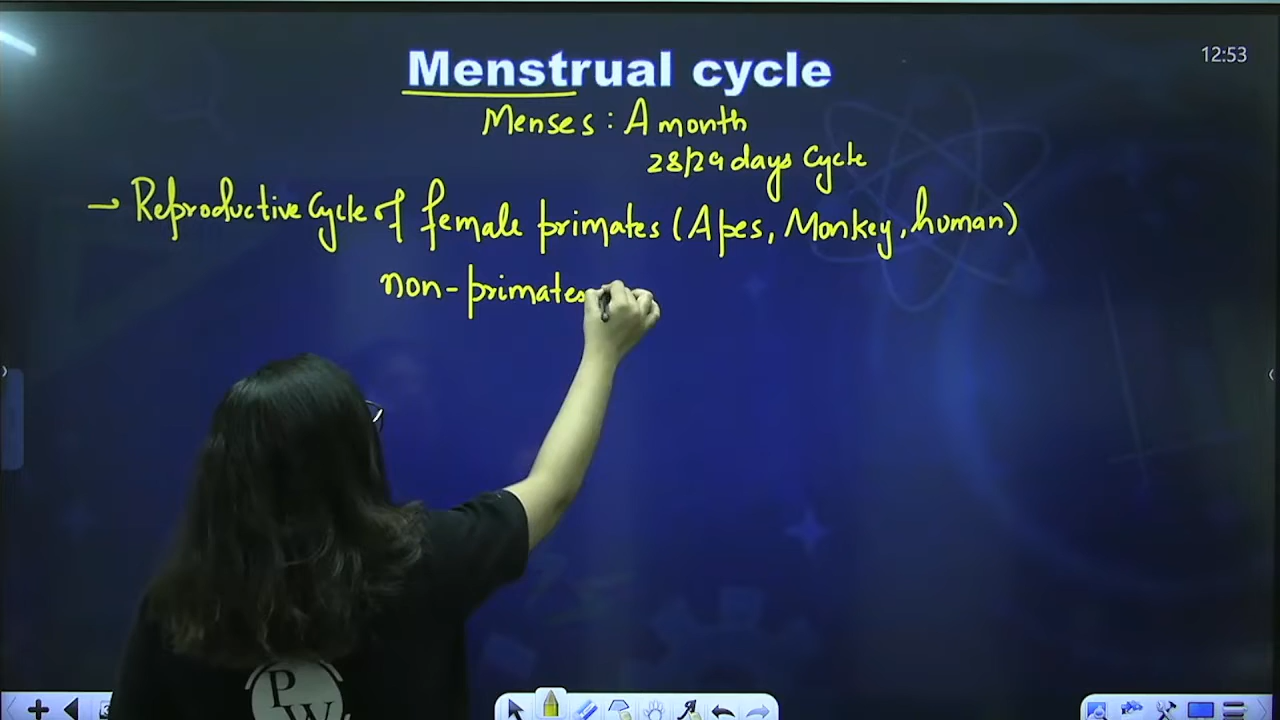 12:53
Menstrual cycle
Menses : A month
28/29 days Cycle
→ Reproductive Cycle of female primates (Apes, Monkey, human)
non-primates
PW